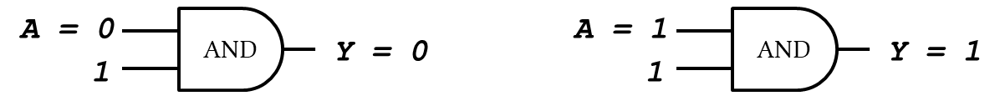 A = 0
1
AND
Y = 0
A = 1
1
AND
Y = 1